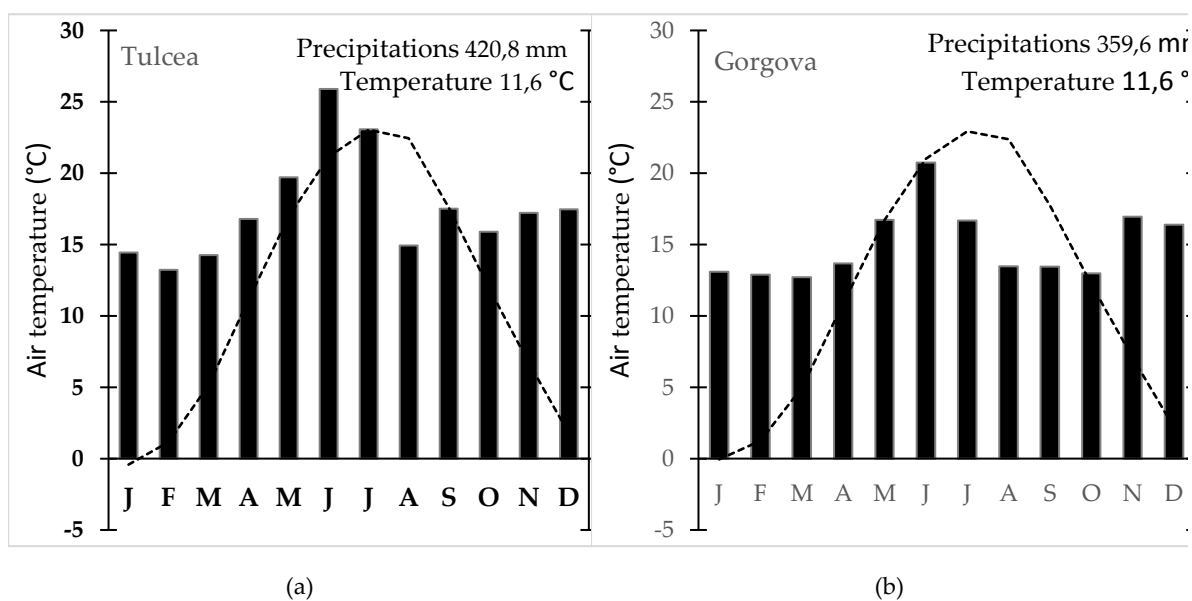 30
25
20
15
10
5
0
-5
Air temperature (°C)
Tulcea
Precipitations 420,8 mm
Temperature 11,6 °C
J F M A M J J A S O N D
(a)
30
25
20
15
10
5
0
-5
Air temperature (°C)
Gorgova
Precipitations 359,6
Temperature 11,6 °
J F M A M J J A S O N D
(b)